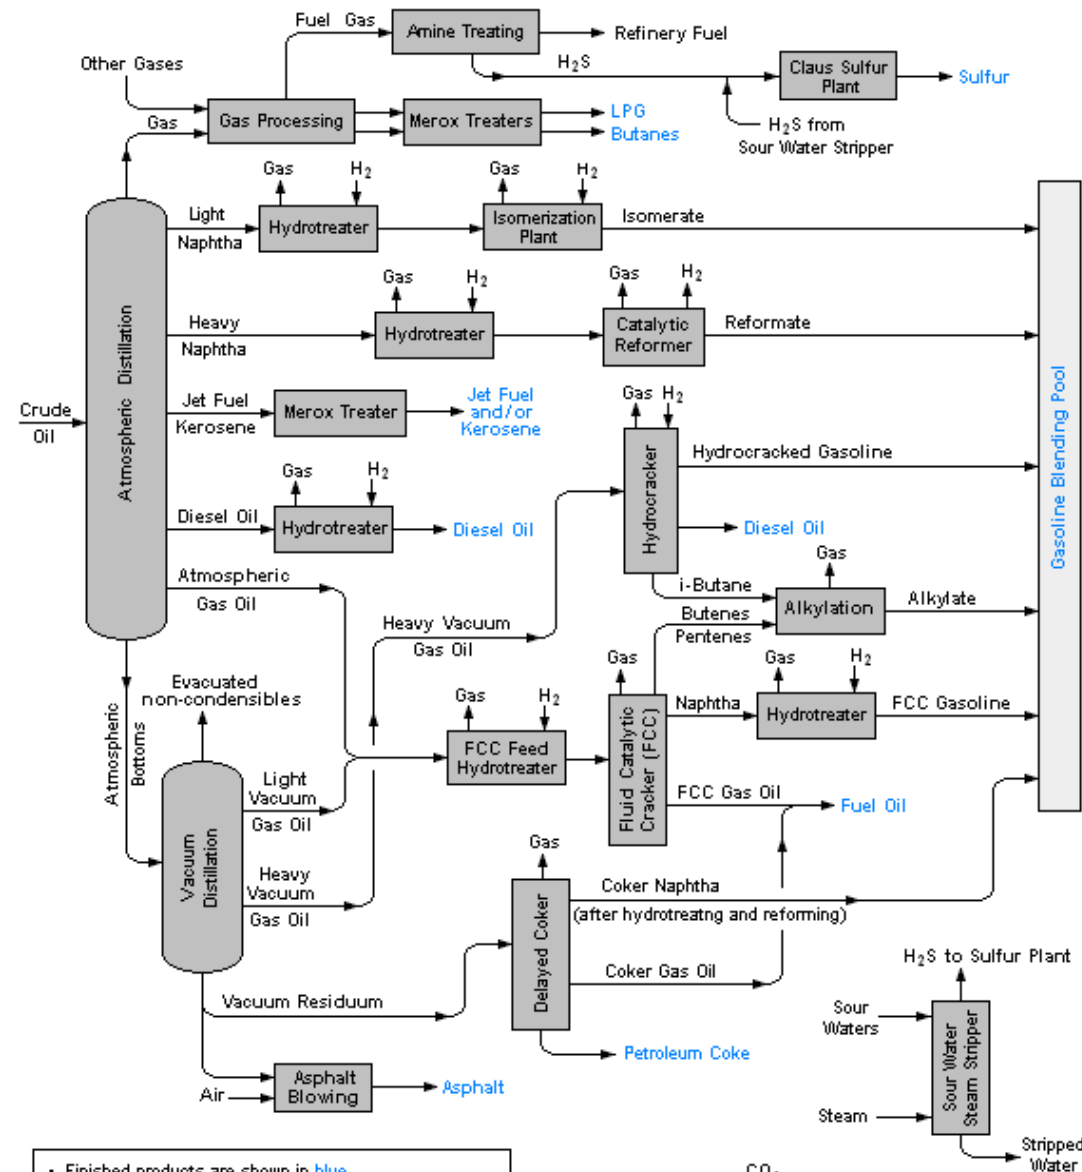 Fuel Gas
Amine Treating
Refinery Fuel
H₂S
Claus Sulfur
Plant
Sulfur
Other Gases
Gas
Gas Processing
Merox Treaters
LPG
Butanes
H₂S from
Sour Water Stripper
Gas
H₂
Gas
H₂
Light
Naphtha
Hydrotreater
Isomerization
Plant
Isomerate
Gas
H₂
Gas
H₂
Heavy
Naphtha
Hydrotreater
Catalytic
Reformer
Reformate
Crude
Oil
Atmospheric Distillation
Jet Fuel
Kerosene
Merox Treater
Jet Fuel
and/or
Kerosene
Gas
H₂
Hydrocracker
Hydrocracked Gasoline
Gasoline Blending Pool
Gas
H₂
Diesel Oil
Hydrotreater
Diesel Oil
Diesel Oil
Gas
Atmospheric
Gas Oil
i-Butane
Butenes
Pentenes
Alkylation
Alkylate
Heavy Vacuum
Gas Oil
Evacuated
non-condensibles
Atmospheric
Bottoms
Gas
H₂
FCC Feed
Hydrotreater
Gas
Fluid Catalytic
Cracker (FCC)
Naphtha
Gas
H₂
Hydrotreater
FCC Gasoline
Vacuum
Distillation
Light
Vacuum
Gas Oil
FCC Gas Oil
Fuel Oil
Heavy
Vacuum
Gas Oil
Gas
Delayed Coker
Coker Naphtha
(after hydrotreatng and reforming)
Coker Gas Oil
Vacuum Residuum
Petroleum Coke
Air
Asphalt
Blowing
Asphalt
H₂S to Sulfur Plant
Sour
Waters
Sour Water
Steam Stripper
Steam
Stripped
Water
• Finished products are shown in blue
CO₂